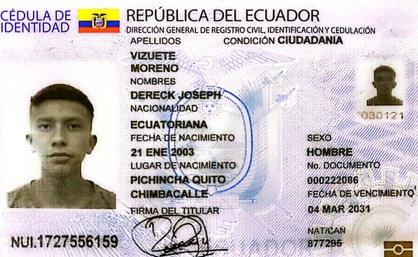 CÉDULA DE
IDENTIDAD
REPÚBLICA DEL ECUADOR
DIRECCIÓN GENERAL DE REGISTRO CIVIL, IDENTIFICACIÓN Y CEDULACIÓN
APELLIDOS CONDICIÓN CIUDADANIA
VIZUETE
MORENO
NOMBRES
DERECK JOSEPH
NACIONALIDAD
030121
ECUATORIANA
FECHA DE NACIMIENTO SEXO
21 ENE 2003 HOMBRE
LUGAR DE NACIMIENTO No. DOCUMENTO
PICHINCHA QUITO 000222086
CHIMBACALLE FECHA DE VENCIMIENTO
FIRMA DEL TITULAR 04 MAR 2031
NAT/CAN
NUI.1727556159 877295